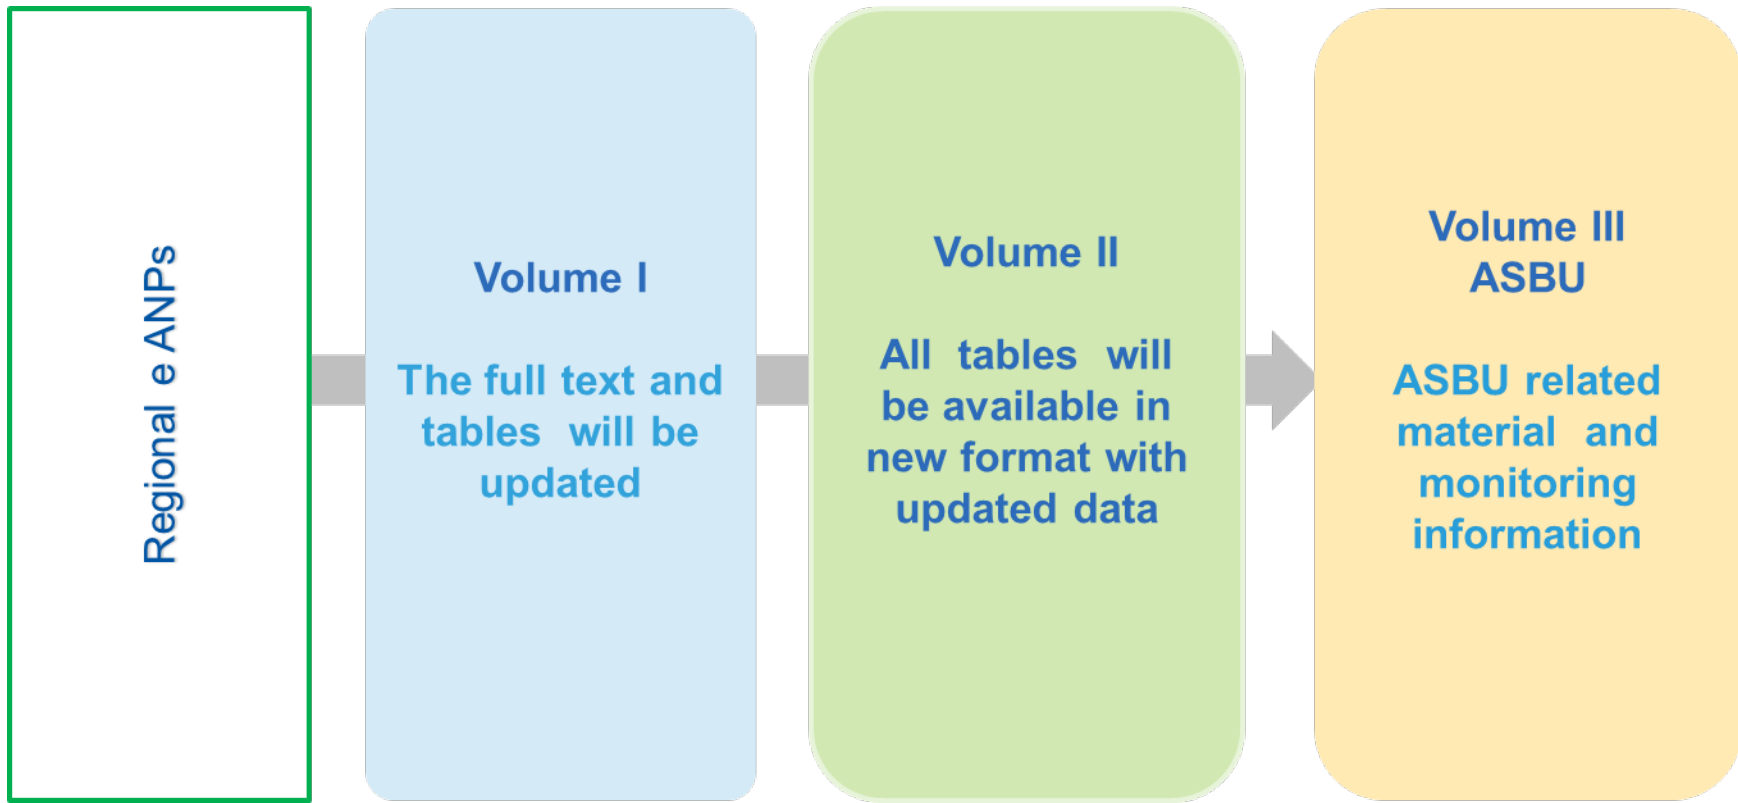 Regional e ANPs
Volume I
The full text and
tables will be
updated
Volume II
All tables will
be available in
new format with
updated data
Volume III
ASBU
ASBU related
material and
monitoring
information